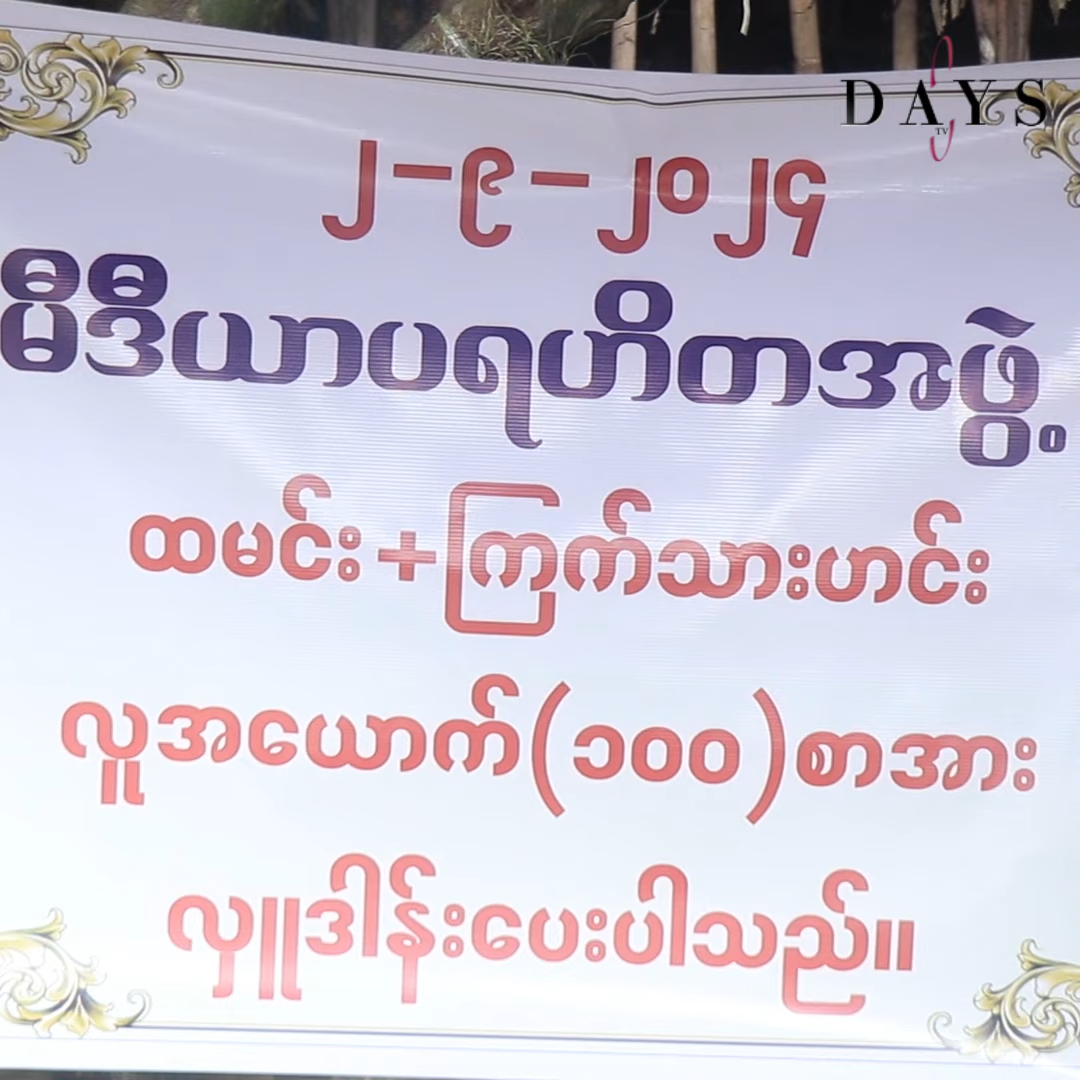 DAYS
TV
၂-၉-၂၀၂၄
မီဒီယာပရဟိတအဖွဲ့
ထမင်း+ကြက်သားဟင်း
လူအယောက်(၁၀၀)စာအား
လှူဒါန်းပေးပါသည်။